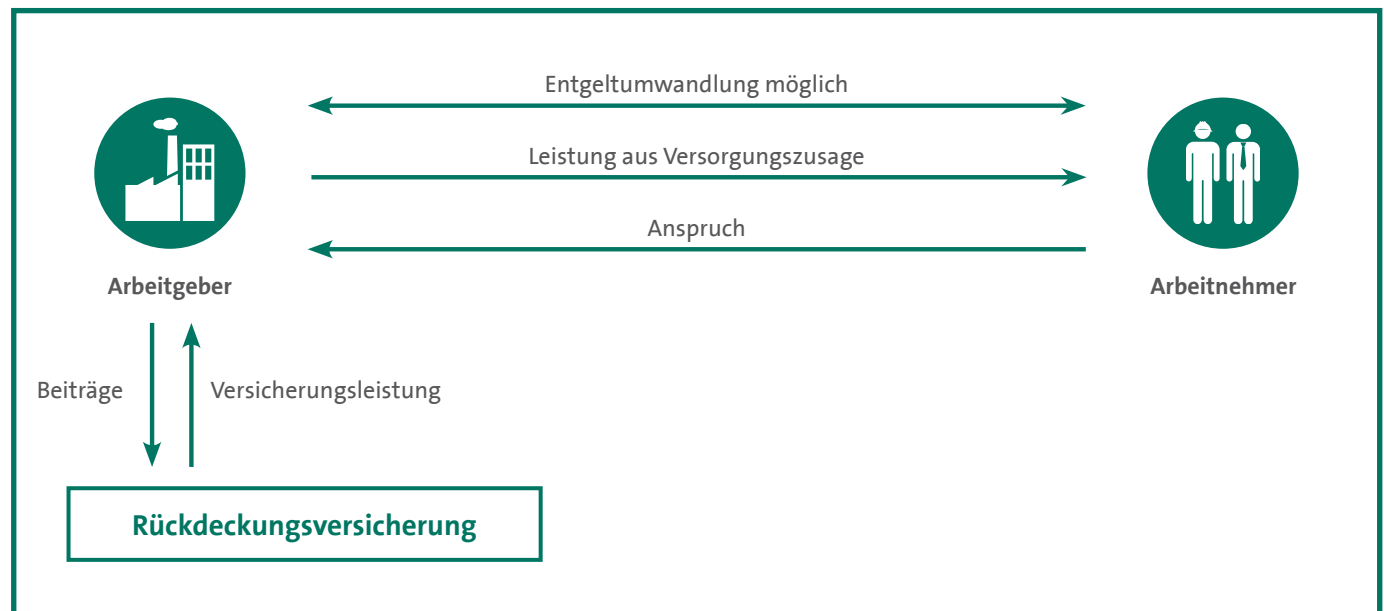 Entgeltumwandlung möglich
Leistung aus Versorgungszusage
Anspruch
Arbeitgeber
Arbeitnehmer
Beiträge
Versicherungsleistung
Rückdeckungsversicherung